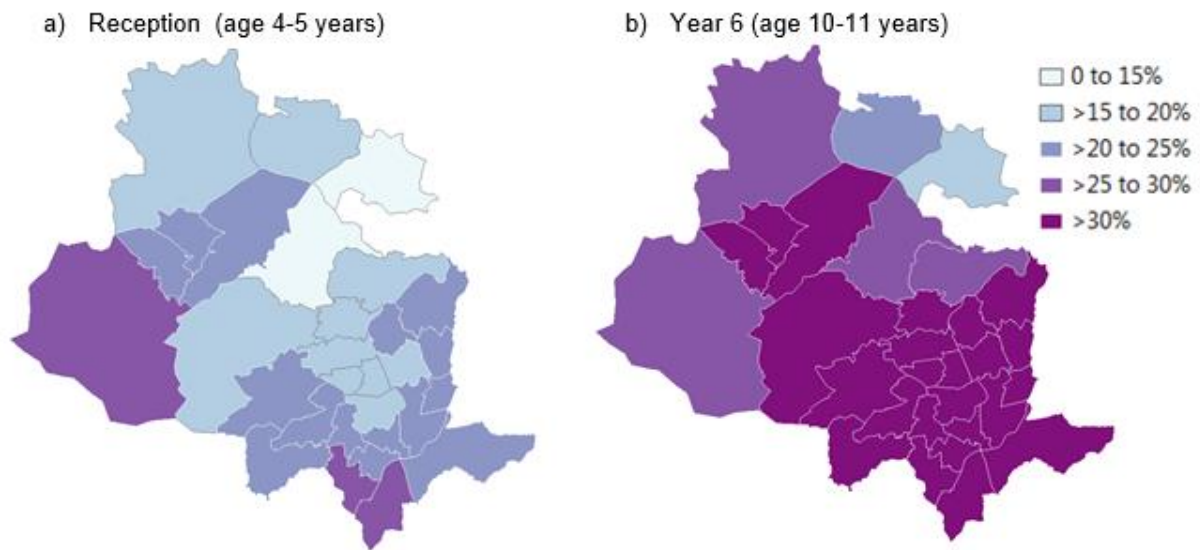 a) Reception (age 4-5 years)
b) Year 6 (age 10-11 years)
0 to 15%
>15 to 20%
>20 to 25%
>25 to 30%
>30%